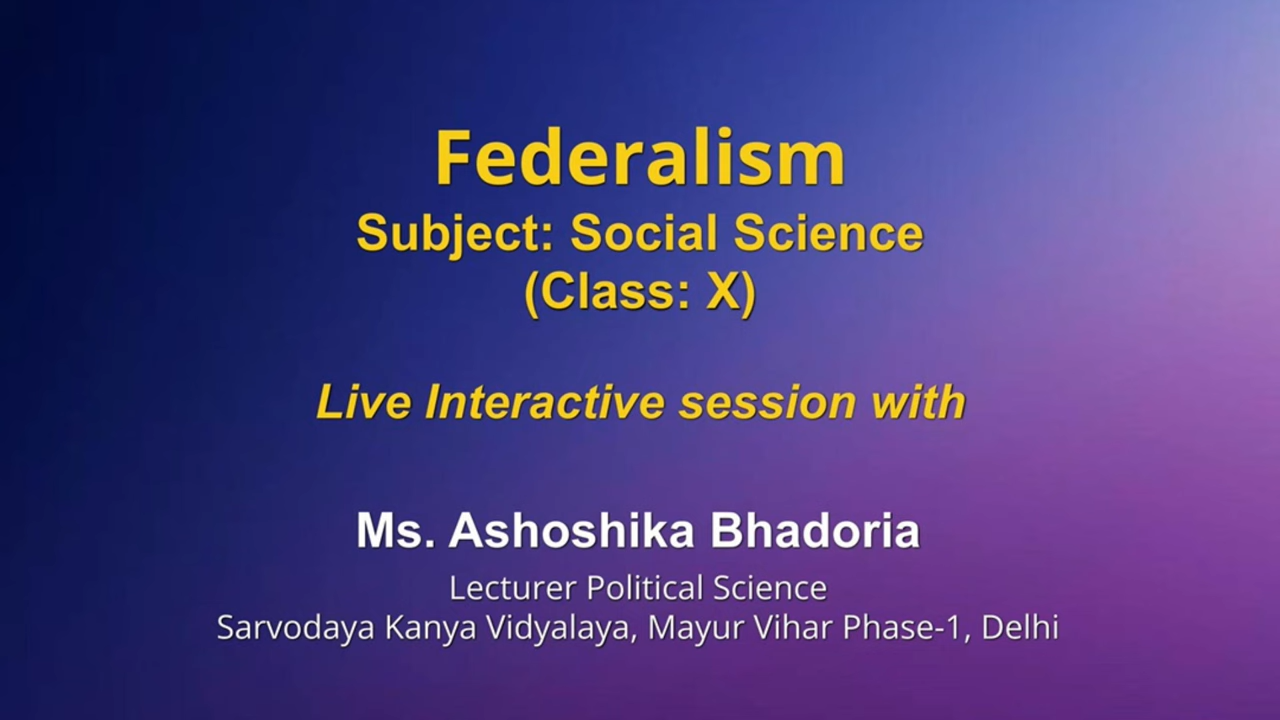 Federalism
Subject: Social Science
(Class: X)
Live Interactive session with
Ms. Ashoshika Bhadoria
Lecturer Political Science
Sarvodaya Kanya Vidyalaya, Mayur Vihar Phase-1, Delhi